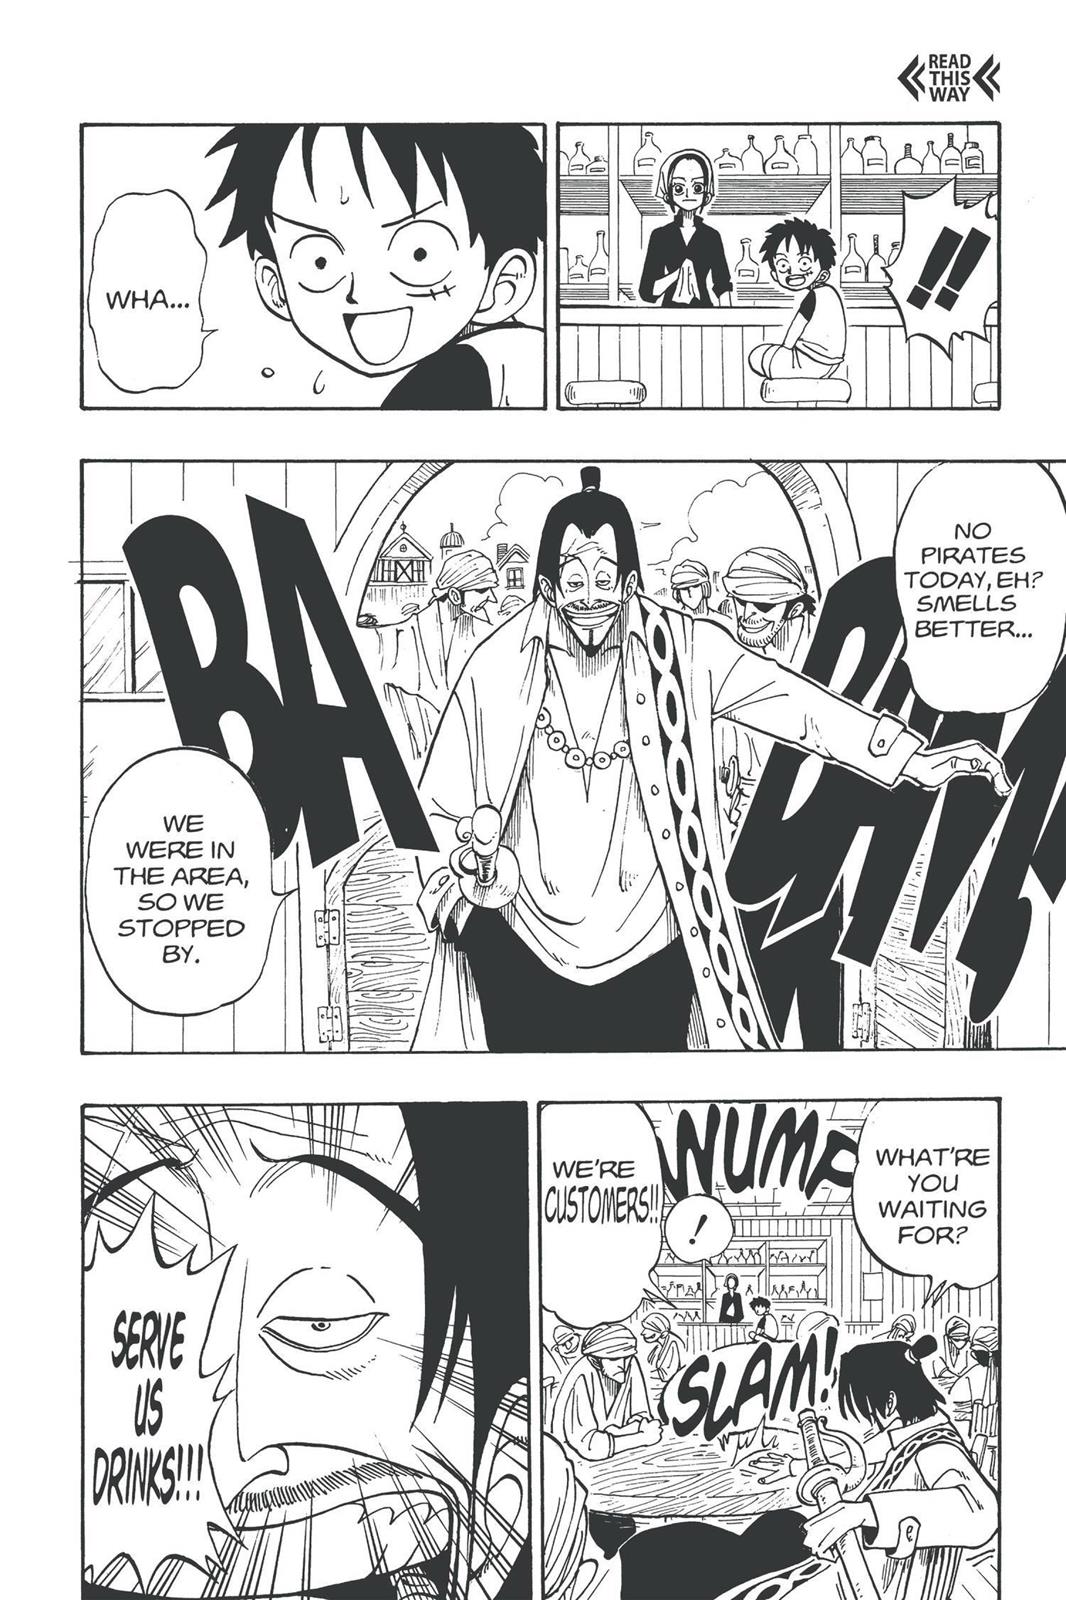 READ
THIS
WAY
!!
WHA...
NO
PIRATES
TODAY, EH?
SMELLS
BETTER...
BA
WE
WERE IN
THE AREA,
SO WE
STOPPED
BY.
WHAT'RE
YOU
WAITING
FOR?
WUMP
!
WE'RE
CUSTOMERS!!
SLAM!
SERVE
US
DRINKS!!!